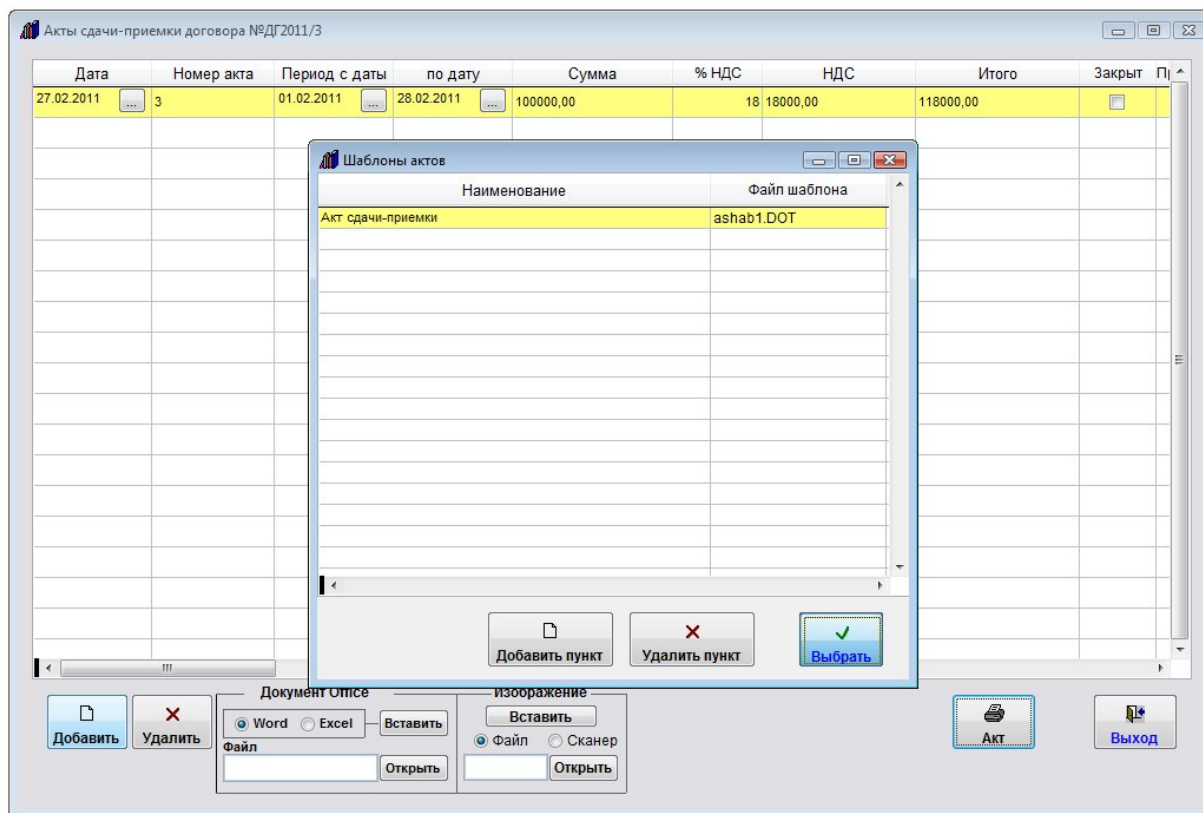 Акты сдачи-приемки договора №ДГ2011/3
Дата Номер акта Период с даты по дату Сумма % НДС НДС Итого Закрыт
27.02.2011 ... 3 01.02.2011 ... 28.02.2011 ... 100000,00 18 18000,00 118000,00
Шаблоны актов
Наименование Файл шаблона
Акт сдачи-приемки ashab1.DOT
Добавить пункт Удалить пункт Выбрать
Добавить Удалить
Документ Office
Word Excel Вставить
Файл
Открыть
Изображение
Вставить
Файл Сканер
Открыть
Акт Выход